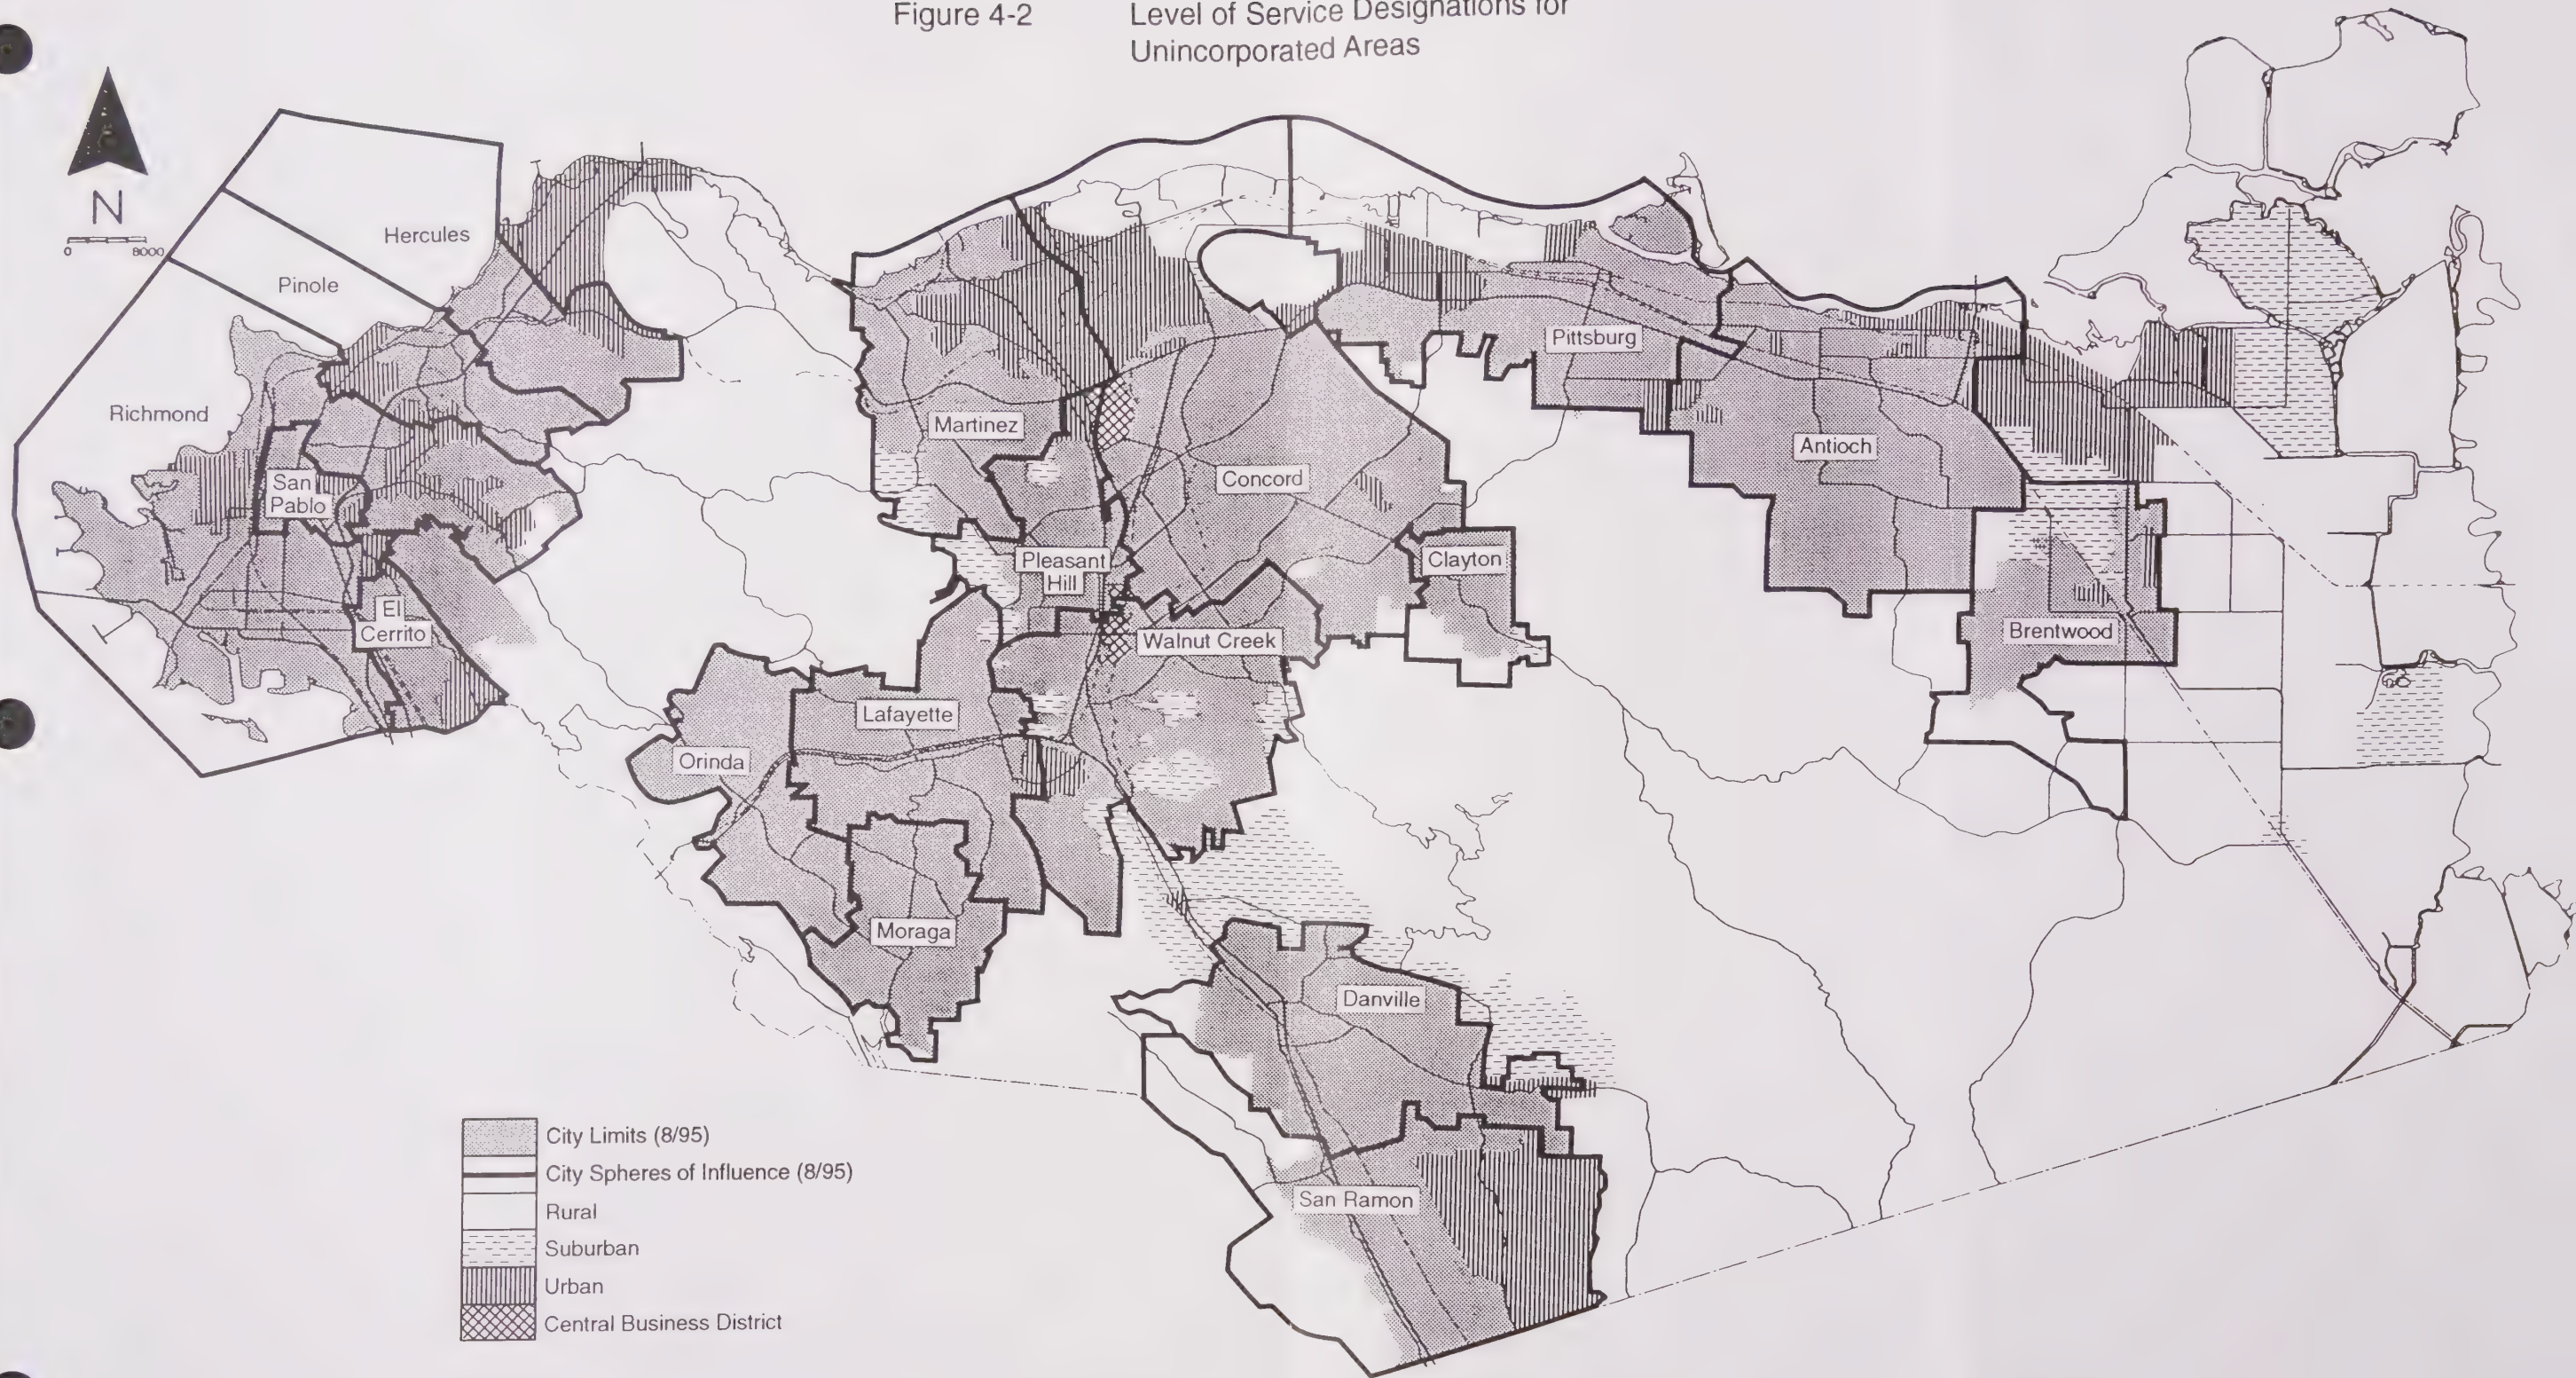 Figure 4-2
Level of Service Designations for
Unincorporated Areas
N
0 8000
Hercules
Pinole
Richmond
San
Pablo
El
Cerrito
Martinez
Pleasant
Hill
Concord
Clayton
Walnut Creek
Lafayette
Orinda
Moraga
Pittsburg
Antioch
Brentwood
Danville
San Ramon
City Limits (8/95)
City Spheres of Influence (8/95)
Rural
Suburban
Urban
Central Business District